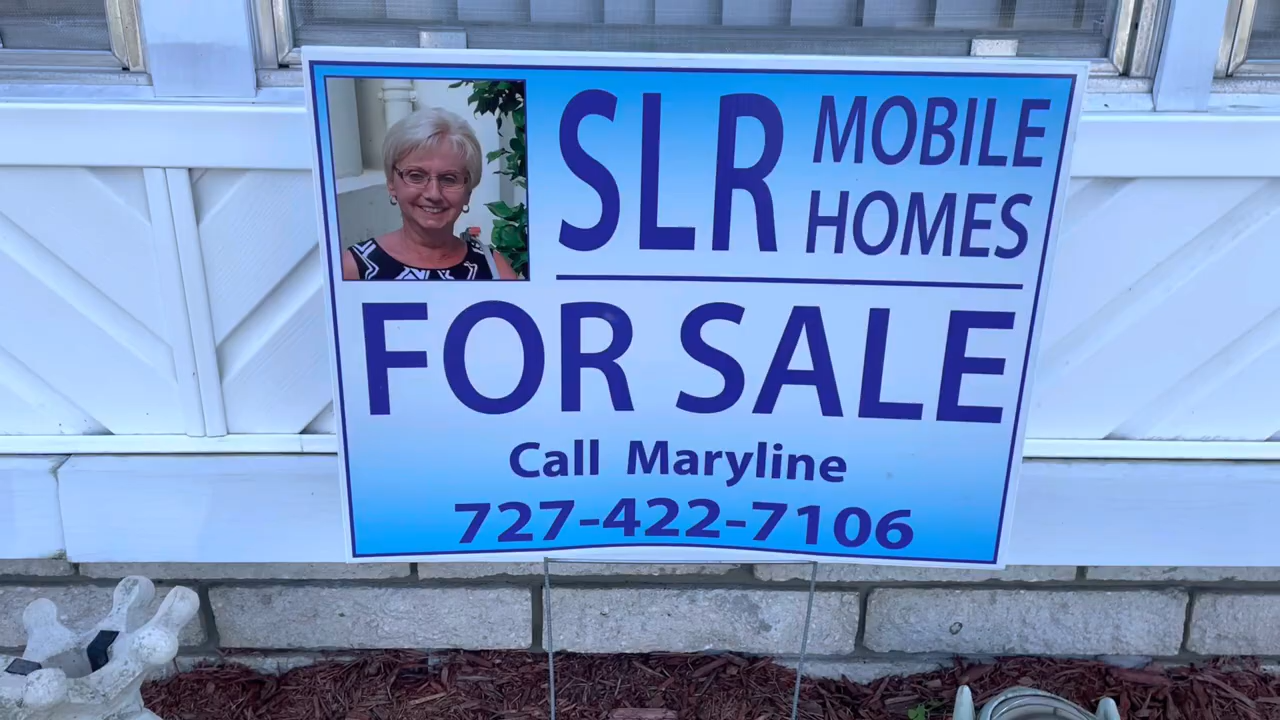 SLR MOBILE
HOMES
FOR SALE
Call Maryline
727-422-7106